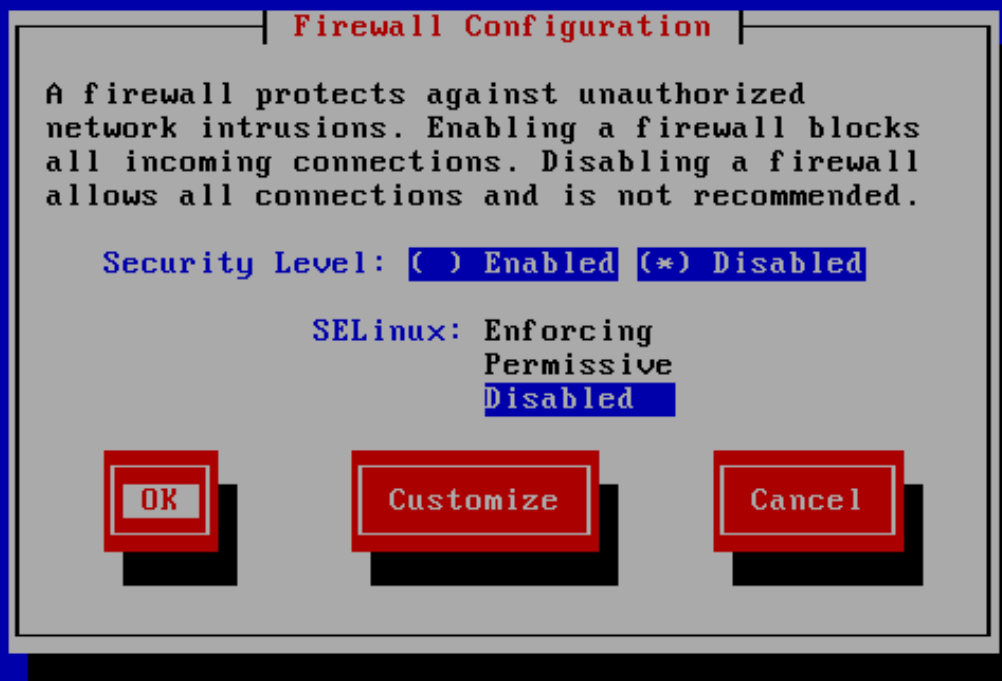 Firewall Configuration
A firewall protects against unauthorized
network intrusions. Enabling a firewall blocks
all incoming connections. Disabling a firewall
allows all connections and is not recommended.
Security Level: ( ) Enabled (*) Disabled
SELinux: Enforcing
Permissive
Disabled
OK Customize Cancel